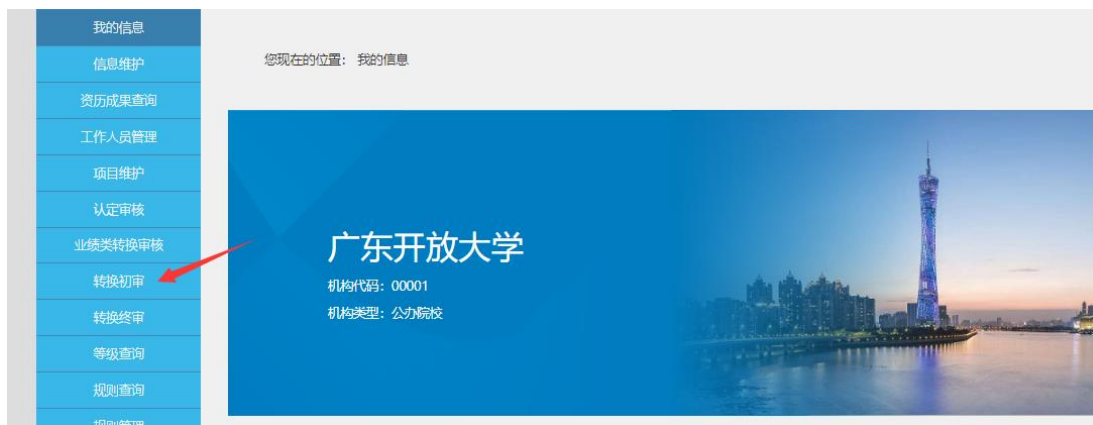 我的信息
信息维护
资历成果查询
工作人员管理
项目维护
认定审核
业绩类转换审核
转换初审
转换终审
等级查询
规则查询
规则管理
您现在的位置： 我的信息
广东开放大学
机构代码：00001
机构类型：公办院校